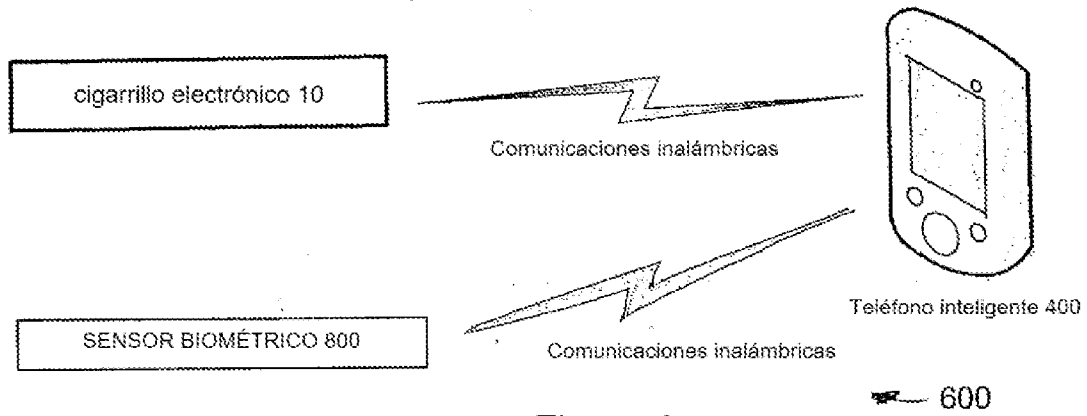 cigarrillo electrónico 10
Comunicaciones inalámbricas
Teléfono inteligente 400
SENSOR BIOMÉTRICO 800
Comunicaciones inalámbricas
600